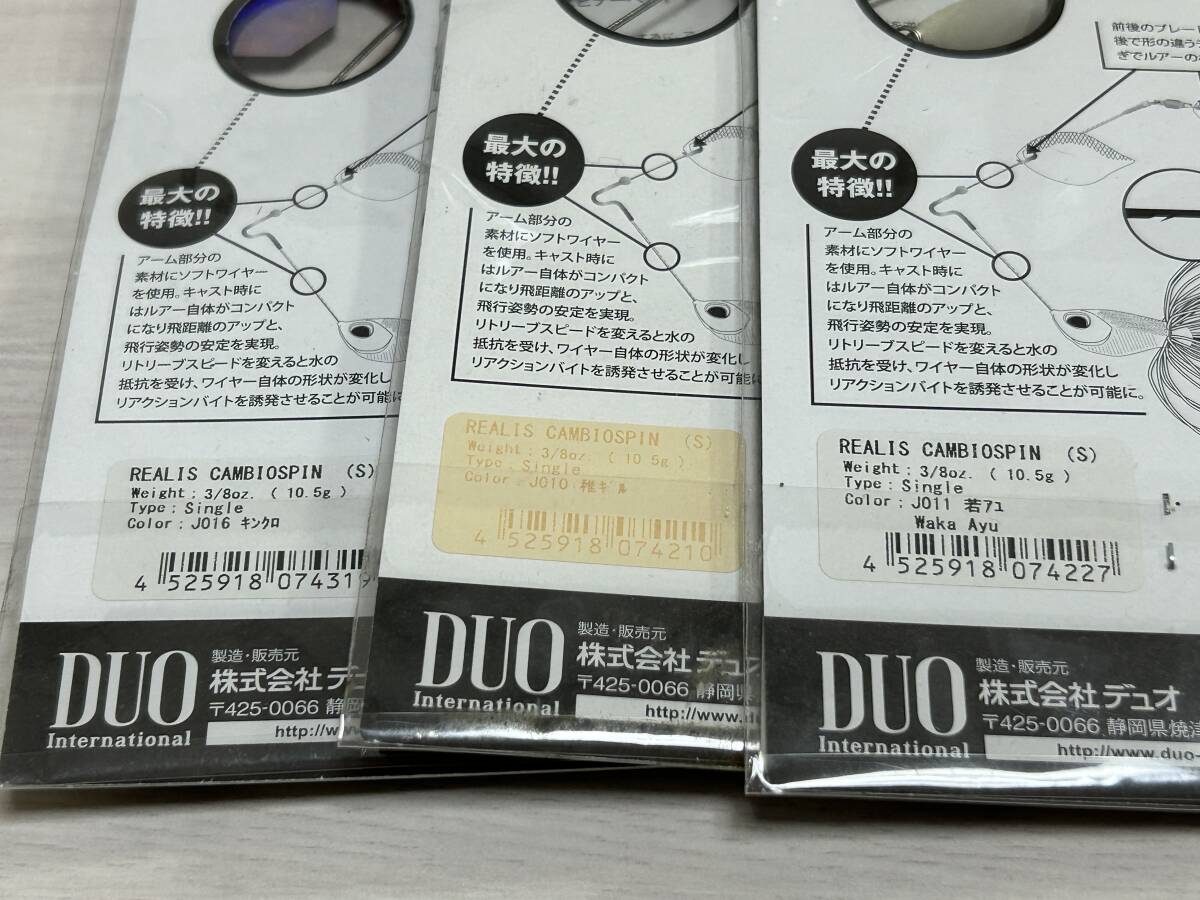 最大の
特徴!!
アーム部分の
素材にソフトワイヤー
を使用。キャスト時に
はルアー自体がコンパクト
になり飛距離のアップと、
飛行姿勢の安定を実現。
リトリーブスピードを変えると水の
抵抗を受け、ワイヤー自体の形状が変化し
リアクションバイトを誘発させることが可能に
REALIS CAMBIOSPIN (S)
Weight : 3/8oz. ( 10.5g )
Type : Single
Color : J016 キンクロ
4 525918 074319
DUO
International
製造・販売元
株式会社デュ
〒425-0066 静岡
http://www
最大の
特徴!!
アーム部分の
素材にソフトワイヤー
を使用。キャスト時に
はルアー自体がコンパクト
になり飛距離のアップと、
飛行姿勢の安定を実現。
リトリーブスピードを変えると水の
抵抗を受け、ワイヤー自体の形状が変化し
リアクションバイトを誘発させることが可能に
REALIS CAMBIOSPIN (S)
Weight : 3/8oz. ( 10.5g )
Type : Single
Color : J010 稚ギル
4 525918 074210
DUO
International
製造・販売元
株式会社デュオ
〒425-0066 静岡県
http://www.du
前後のブレード
後で形の違う
ぎでルアーの
最大の
特徴!!
アーム部分の
素材にソフトワイヤー
を使用。キャスト時に
はルアー自体がコンパクト
になり飛距離のアップと、
飛行姿勢の安定を実現。
リトリーブスピードを変えると水の
抵抗を受け、ワイヤー自体の形状が変化し
リアクションバイトを誘発させることが可能に。
REALIS CAMBIOSPIN (S)
Weight : 3/8oz. ( 10.5g )
Type : Single
Color : J011 若アユ
Waka Ayu
4 525918 074227
DUO
International
製造・販売元
株式会社デュオ
〒425-0066 静岡県焼津
http://www.duo-